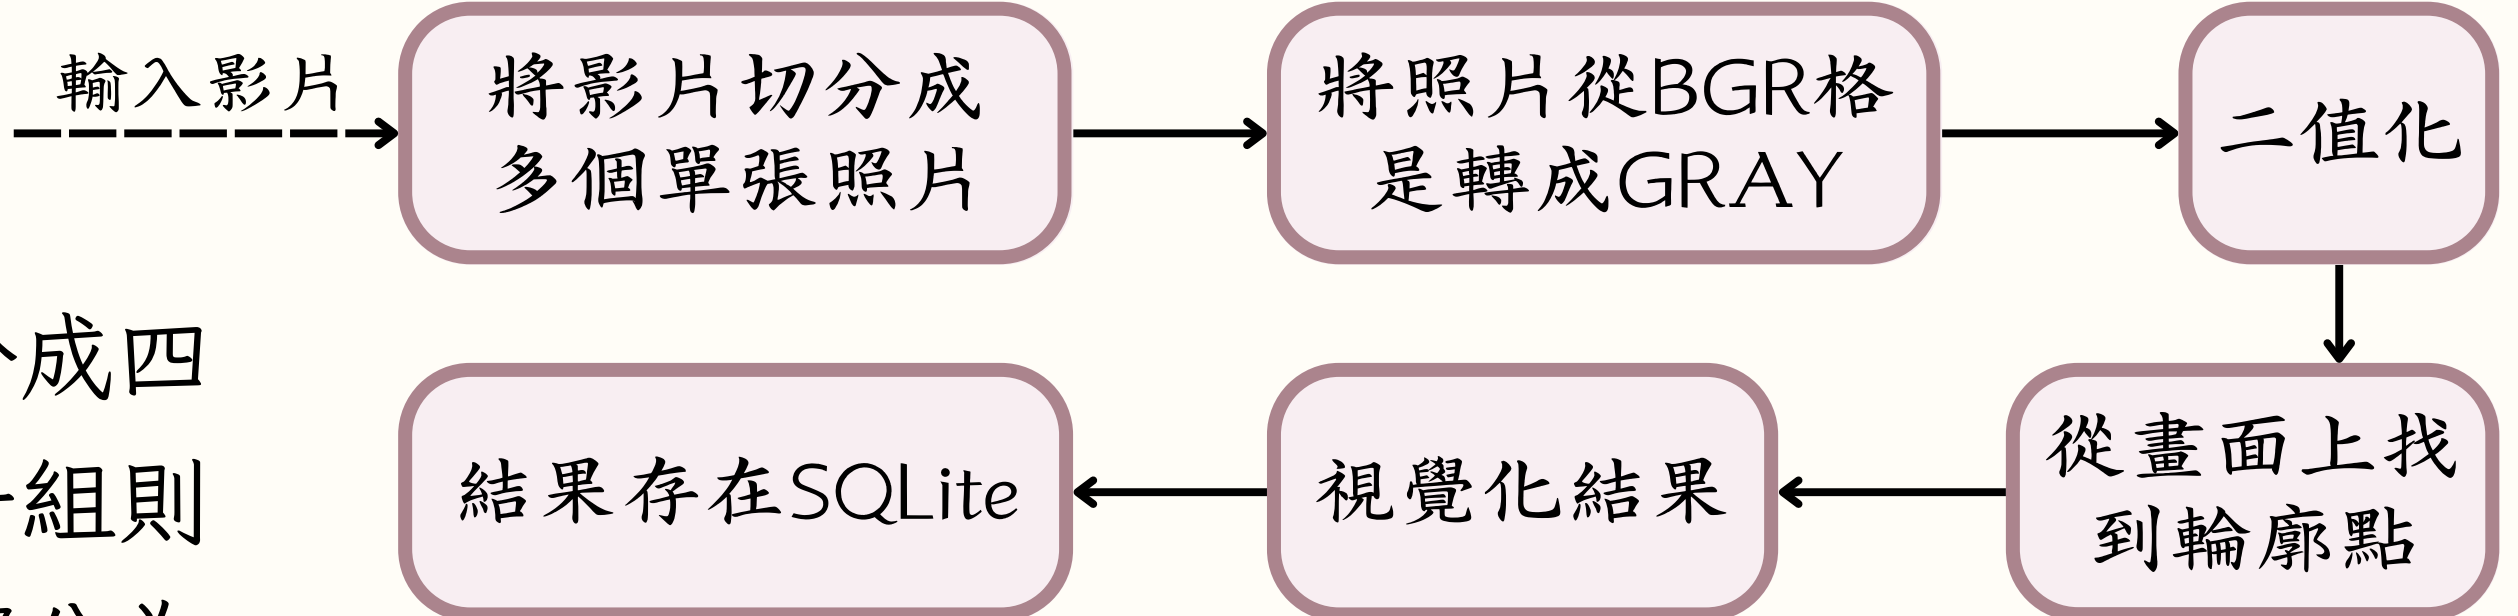 輸入影片
將影片拆分成
多個單張圖片
將照片從BGR格
是轉成GRAY
二值化
成四
從畫面上找
到輪廓點
視覺化結果
結果存在SQLite
組則